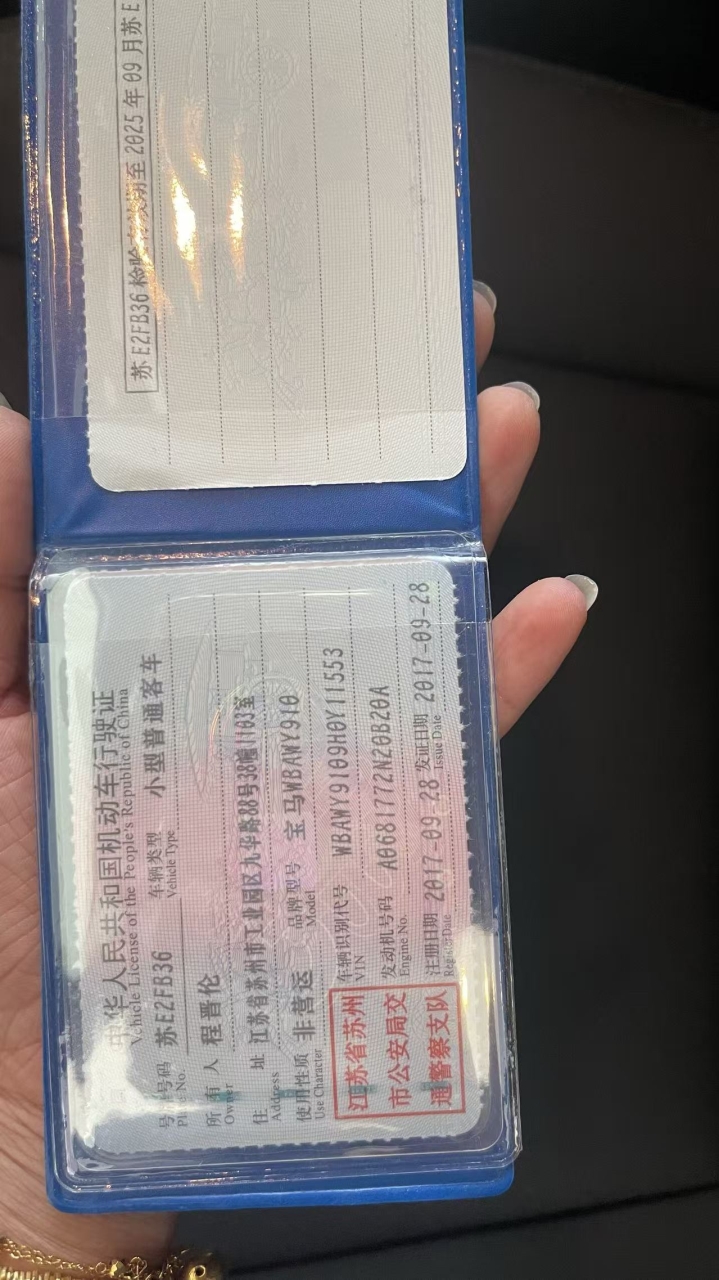 苏E2FB36检验有效期至2025年09月苏E
中华人民共和国机动车行驶证
Vehicle License of the People's Republic of China
号牌号码 苏E2FB36 车辆类型 小型普通客车
Plate No. Vehicle Type
所有人 程晋伦
Owner
住址 江苏省苏州市工业园区九华路88号38幢1103室
Address
使用性质 非营运 品牌型号 宝马WBAWY910
Use Character Model
江苏省苏州
市公安局交
通警察支队
车辆识别代号 WBAWY9109H0Y11553
VIN
发动机号码 A0681772N20B20A
Engine No.
注册日期 2017-09-28 发证日期 2017-09-28
Register Date Issue Date